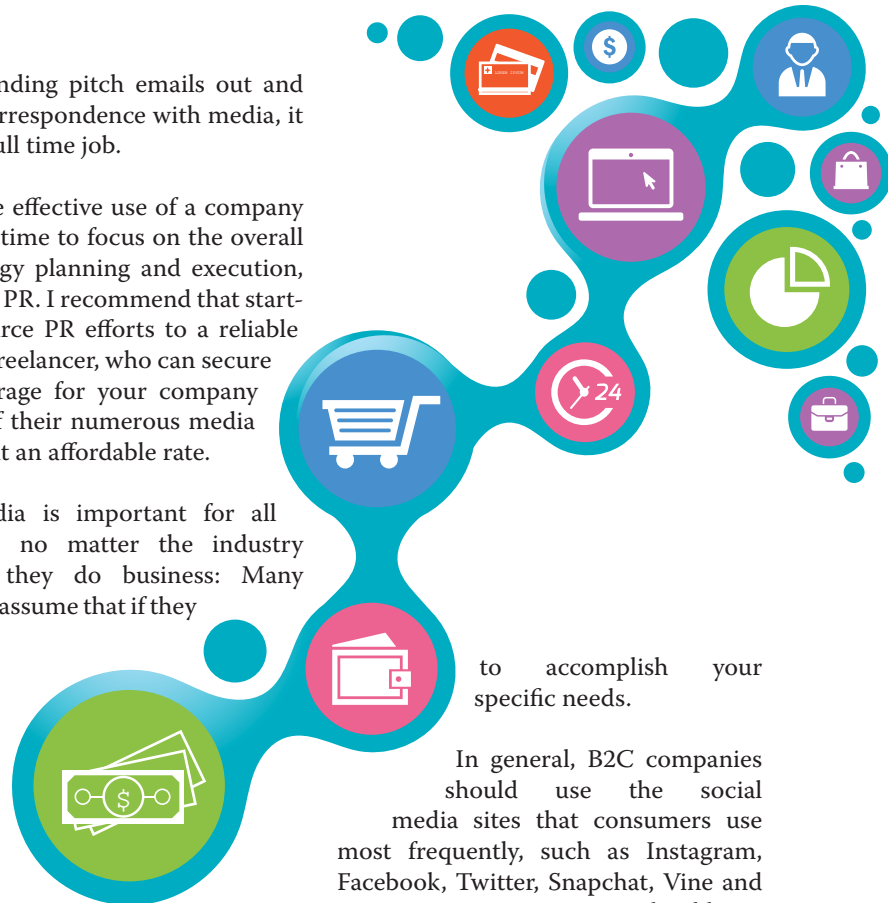 nding pitch emails out and
rrespondence with media, it
ull time job.
e effective use of a company
time to focus on the overall
gy planning and execution,
PR. I recommend that start-
rce PR efforts to a reliable
reelancer, who can secure
rage for your company
f their numerous media
t an affordable rate.
dia is important for all
no matter the industry
they do business: Many
assume that if they
to accomplish your
specific needs.
In general, B2C companies
should use the social
media sites that consumers use
most frequently, such as Instagram,
Facebook, Twitter, Snapchat, Vine and
$
24
$